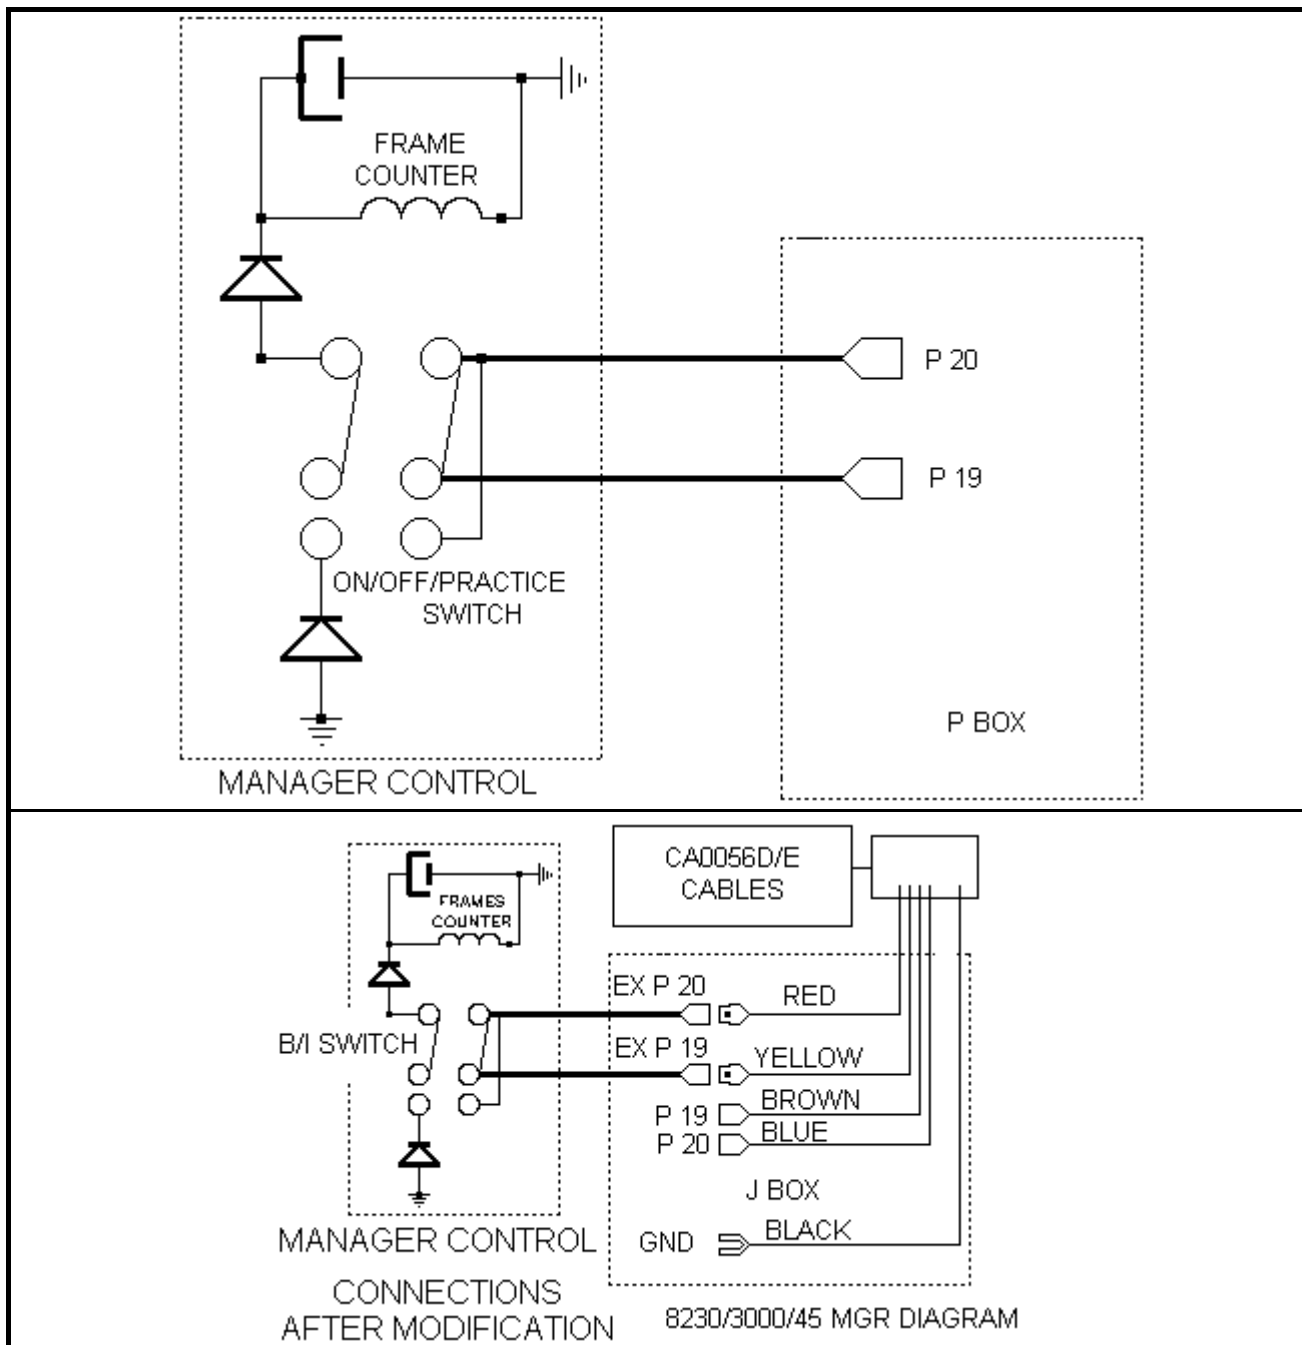 FRAME
COUNTER
P 20
P 19
ON/OFF/PRACTICE
SWITCH
P BOX
MANAGER CONTROL
CA0056D/E
CABLES
FRAMES
COUNTER
EX P 20
RED
B/I SWITCH
EX P 19
YELLOW
P 19
BROWN
P 20
BLUE
J BOX
GND
BLACK
MANAGER CONTROL
CONNECTIONS
AFTER MODIFICATION
8230/3000/45 MGR DIAGRAM